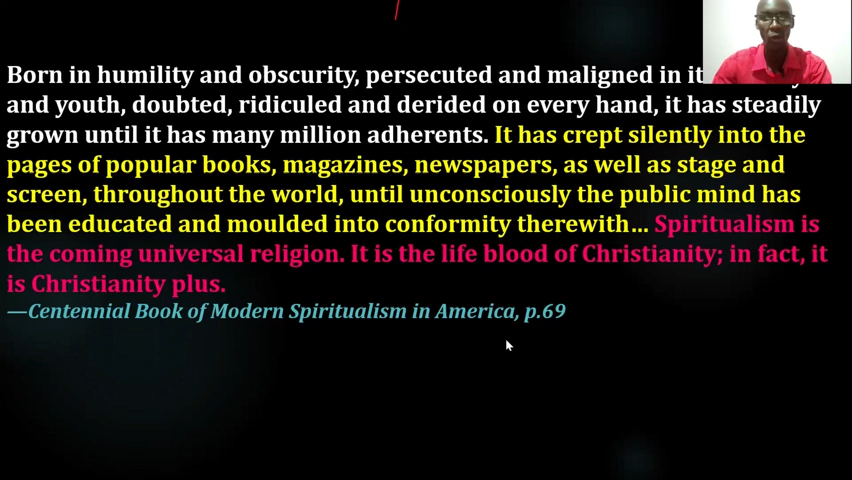 Born in humility and obscurity, persecuted and maligned in
and youth, doubted, ridiculed and derided on every hand, it has steadily
grown until it has many million adherents. It has crept silently into the
pages of popular books, magazines, newspapers, as well as stage and
screen, throughout the world, until unconsciously the public mind has
been educated and moulded into conformity therewith... Spiritualism is
the coming universal religion. It is the life blood of Christianity; in fact, it
is Christianity plus.
—Centennial Book of Modern Spiritualism in America, p.69